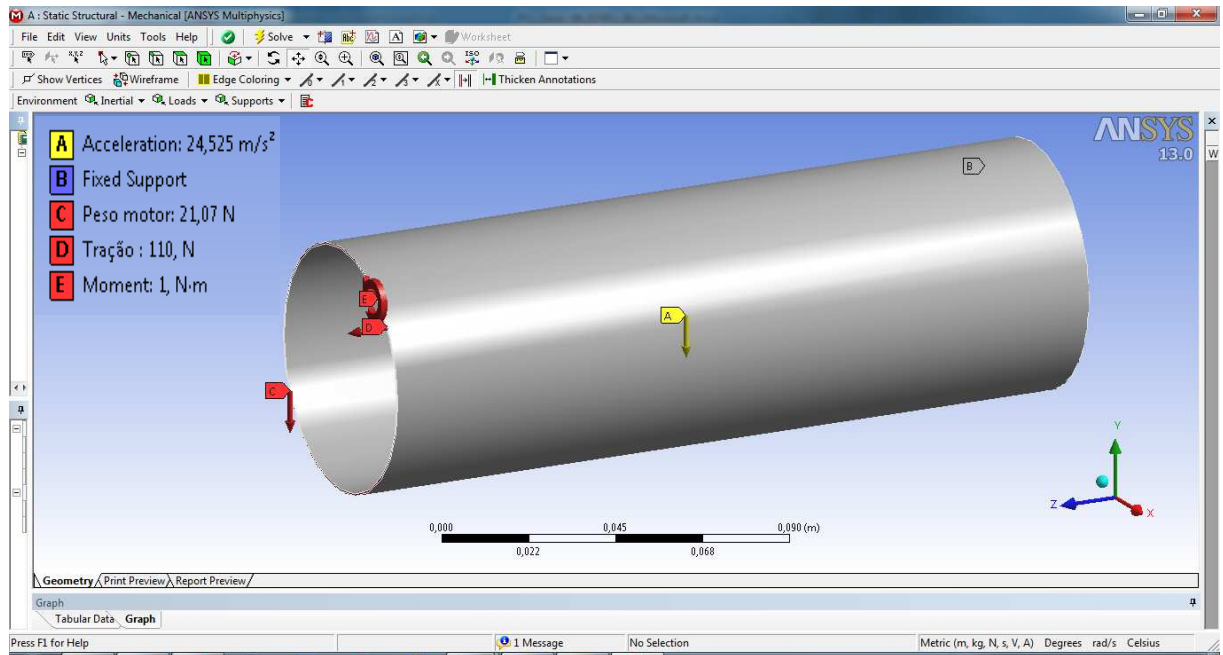 A : Static Structural - Mechanical [ANSYS Multiphysics]
File Edit View Units Tools Help Solve Worksheet
Show Vertices Wireframe Edge Coloring Thicken Annotations
Environment Inertial Loads Supports
A Acceleration: 24,525 m/s²
B Fixed Support
C Peso motor: 21,07 N
D Tração : 110, N
E Moment: 1, N·m
ANSYS
13.0
W
B
E
D
A
C
Y
Z
X
0,000 0,045 0,090 (m)
0,022 0,068
Geometry Print Preview Report Preview
Graph
Tabular Data Graph
Press F1 for Help 1 Message No Selection Metric (m, kg, N, s, V, A) Degrees rad/s Celsius